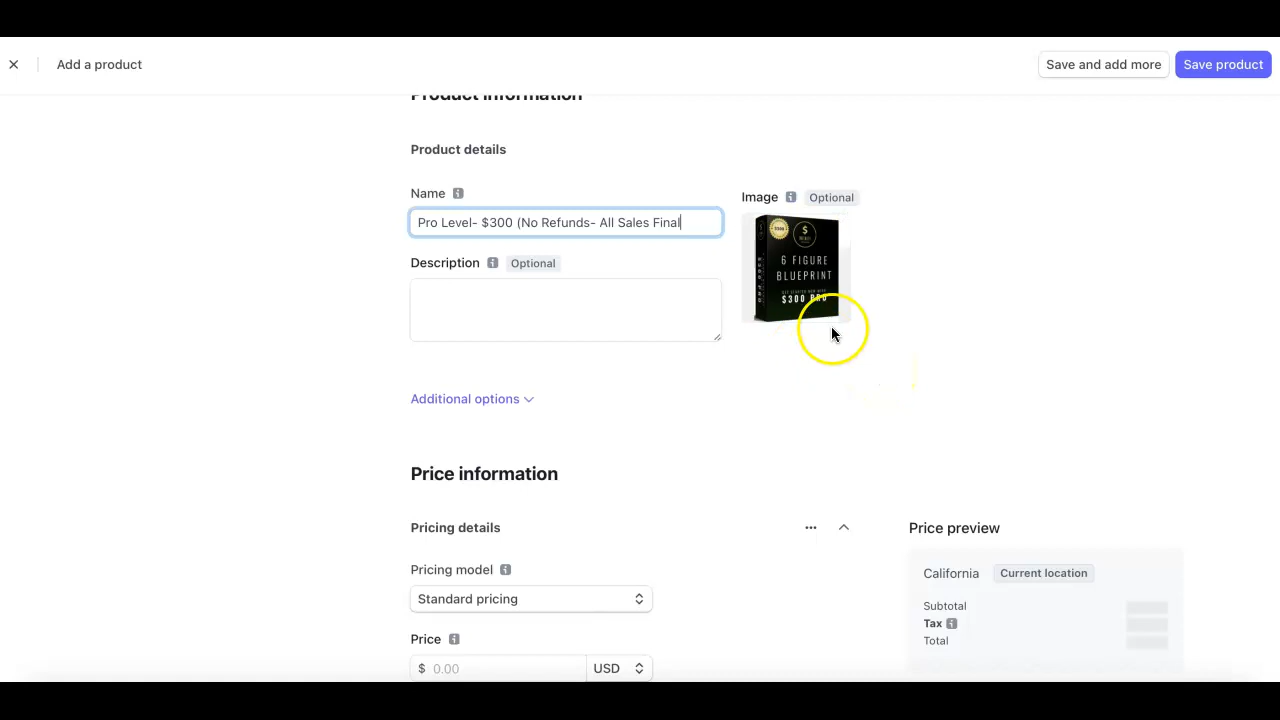 Add a product
Save and add more
Save product
Product information
Product details
Name
Pro Level- $300 (No Refunds- All Sales Final
Image Optional
6 FIGURE
BLUEPRINT
$300 PRO
Description Optional
Additional options
Price information
Pricing details
Price preview
Pricing model
Standard pricing
California Current location
Subtotal
Tax
Total
Price
$ 0.00 USD